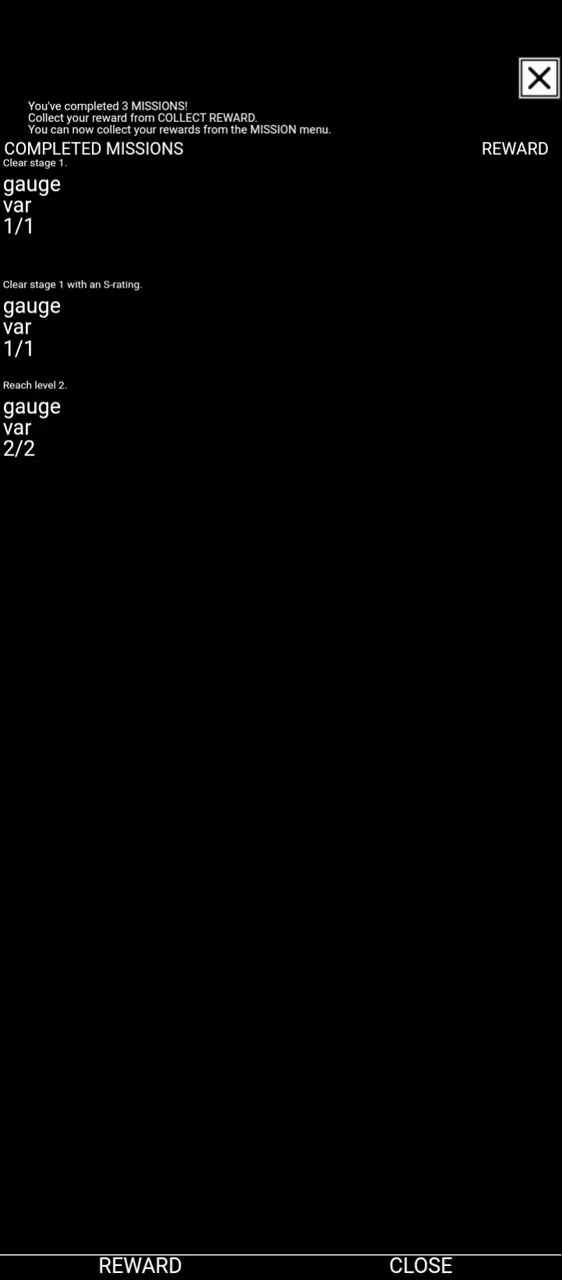 You've completed 3 MISSIONS!
Collect your reward from COLLECT REWARD.
You can now collect your rewards from the MISSION menu.
COMPLETED MISSIONS REWARD
Clear stage 1.
gauge
var
1/1
Clear stage 1 with an S-rating.
gauge
var
1/1
Reach level 2.
gauge
var
2/2
REWARD CLOSE